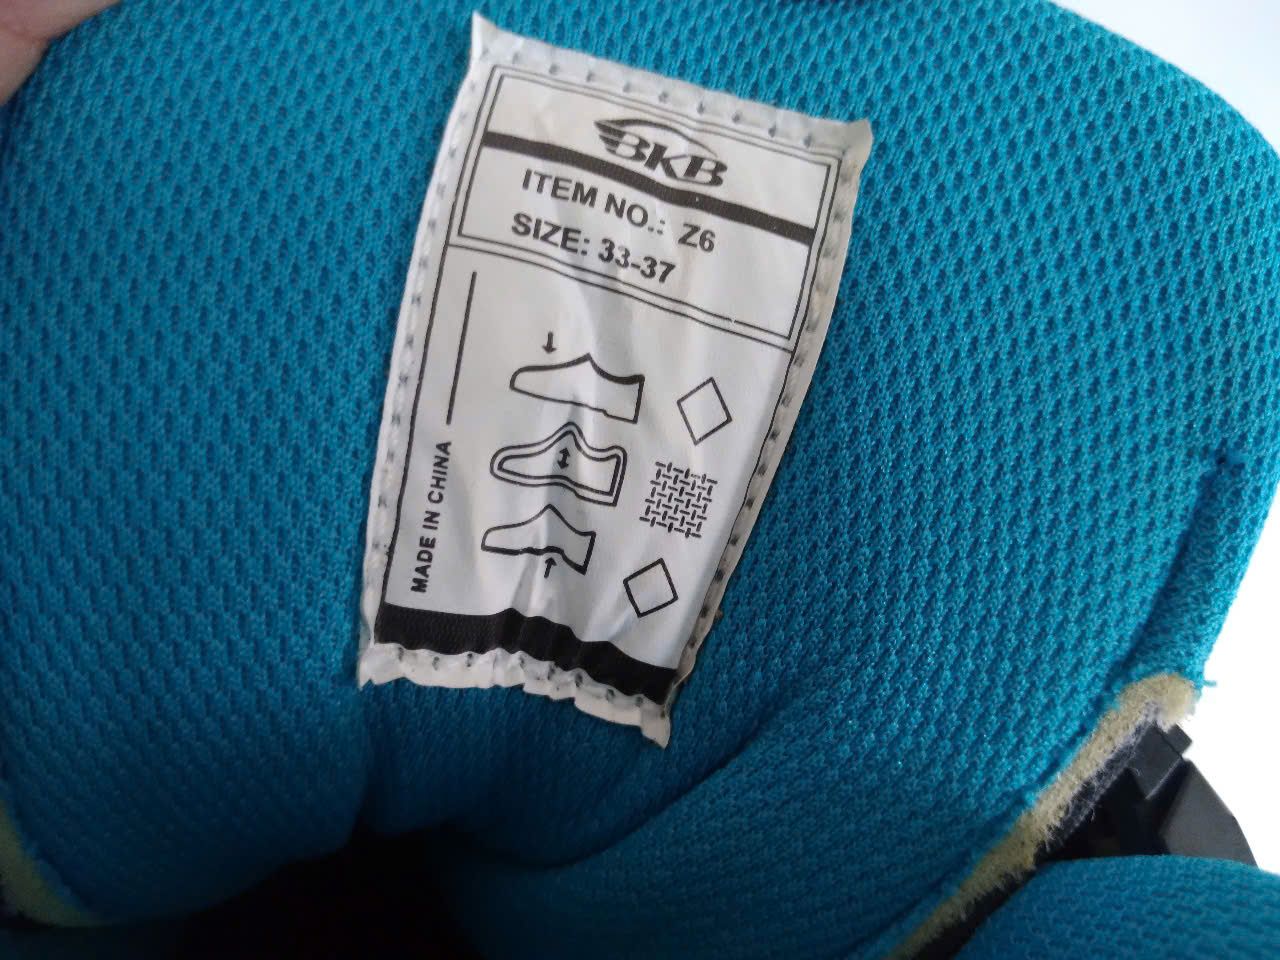 BKB
ITEM NO.: Z6
SIZE: 33-37
MADE IN CHINA